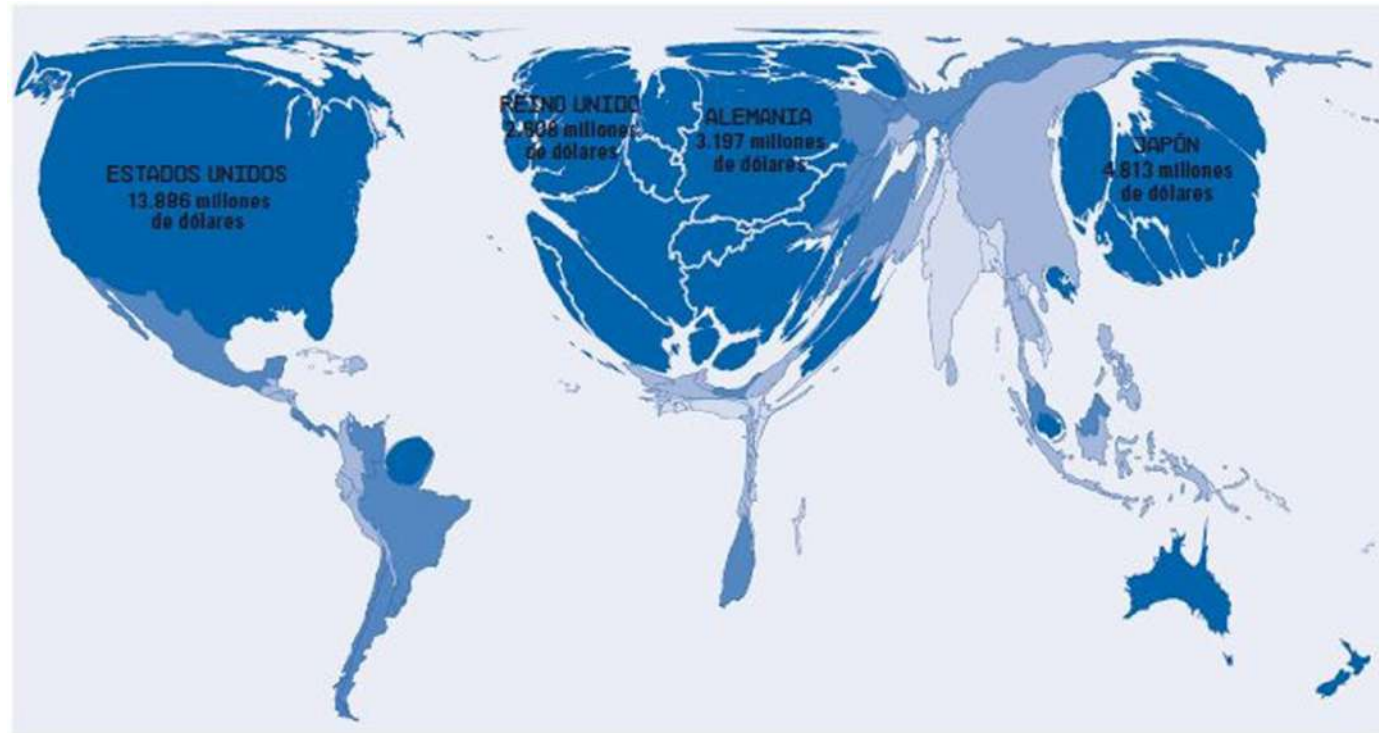 ESTADOS UNIDOS
13.886 millones
de dólares
REINO UNIDO
2.608 millones
de dólares
ALEMANIA
3.197 millones
de dólares
JAPÓN
4.813 millones
de dólares